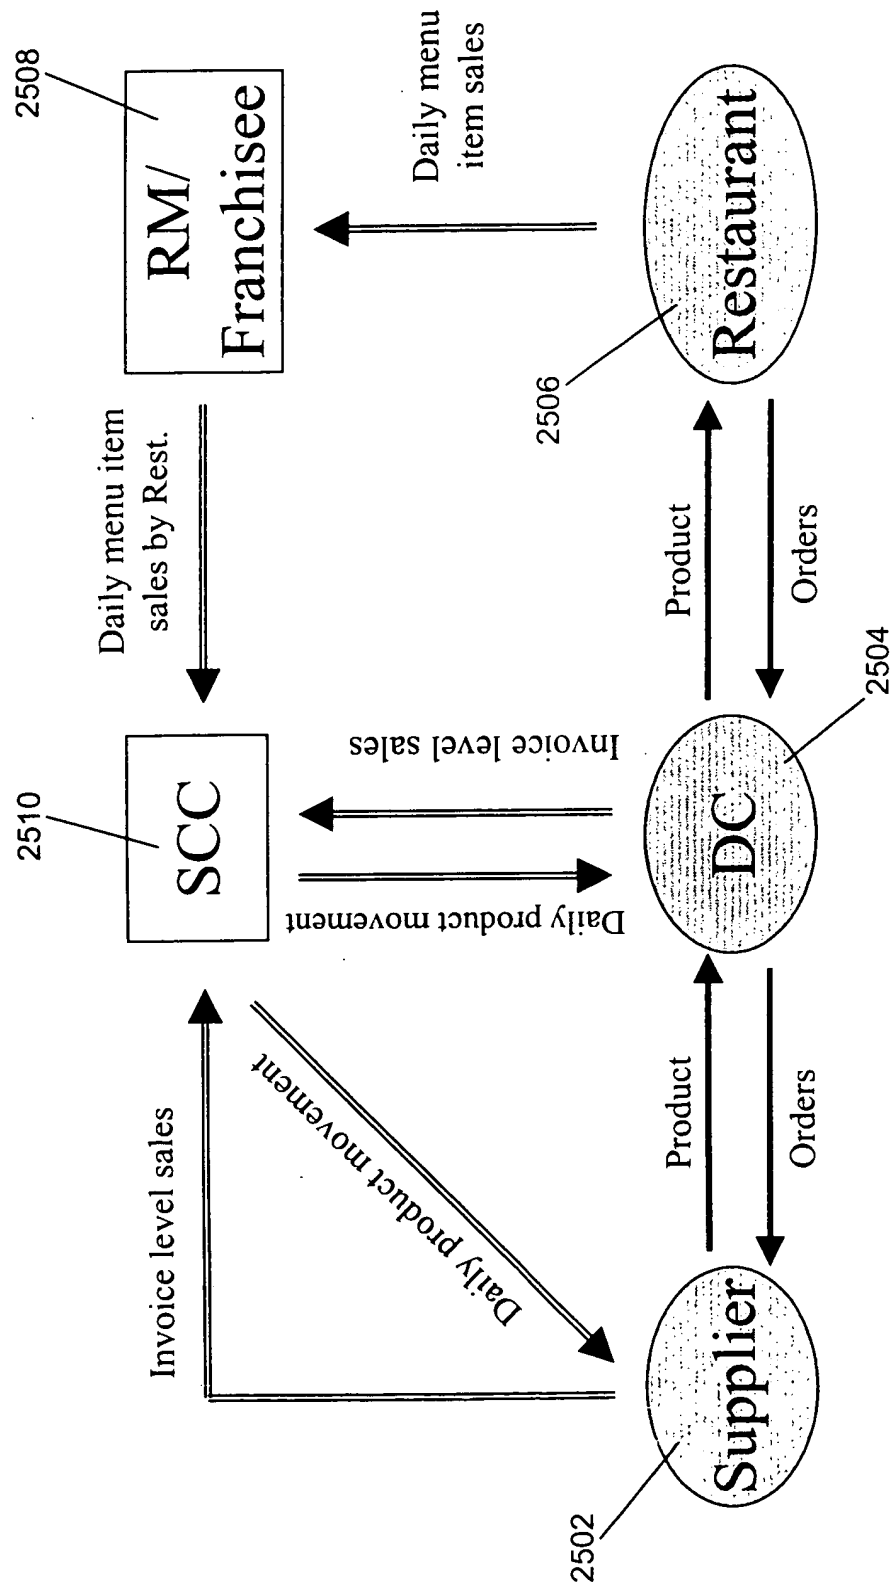 2510
SCC
2508
RM/
Franchisee
Daily menu item
sales by Rest.
Invoice level sales
Daily product movement
Daily product movement
Invoice level sales
Daily menu
item sales
2502
Supplier
Product
Orders
DC
2504
Product
Orders
2506
Restaurant